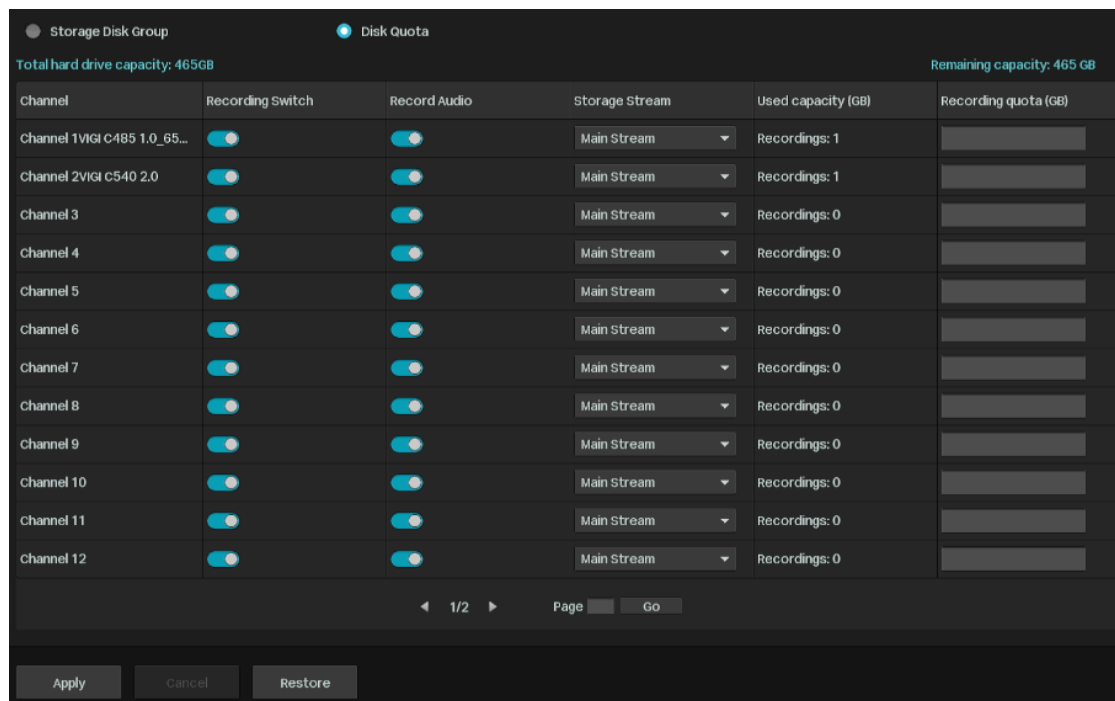 Storage Disk Group Disk Quota
Total hard drive capacity: 465GB Remaining capacity: 465 GB
Channel Recording Switch Record Audio Storage Stream Used capacity (GB) Recording quota (GB)
Channel 1VIGI C485 1.0_65... Main Stream Recordings: 1
Channel 2VIGI C540 2.0 Main Stream Recordings: 1
Channel 3 Main Stream Recordings: 0
Channel 4 Main Stream Recordings: 0
Channel 5 Main Stream Recordings: 0
Channel 6 Main Stream Recordings: 0
Channel 7 Main Stream Recordings: 0
Channel 8 Main Stream Recordings: 0
Channel 9 Main Stream Recordings: 0
Channel 10 Main Stream Recordings: 0
Channel 11 Main Stream Recordings: 0
Channel 12 Main Stream Recordings: 0
1/2 Page Go
Apply Cancel Restore